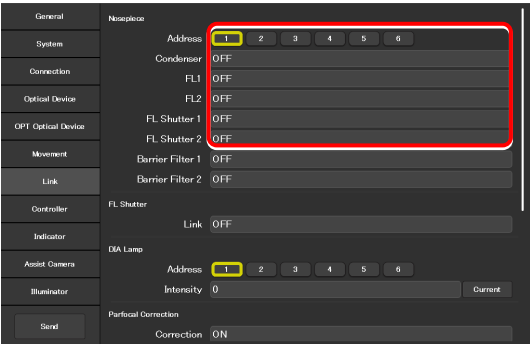 General
System
Connection
Optical Device
OPT Optical Device
Movement
Link
Controller
Indicator
Assist Camera
Illuminator
Send
Nosepiece
Address 1 2 3 4 5 6
Condenser OFF
FL1 OFF
FL2 OFF
FL Shutter 1 OFF
FL Shutter 2 OFF
Barrier Filter 1 OFF
Barrier Filter 2 OFF
FL Shutter
Link OFF
DIA Lamp
Address 1 2 3 4 5 6
Intensity 0 Current
Parfocal Correction
Correction ON